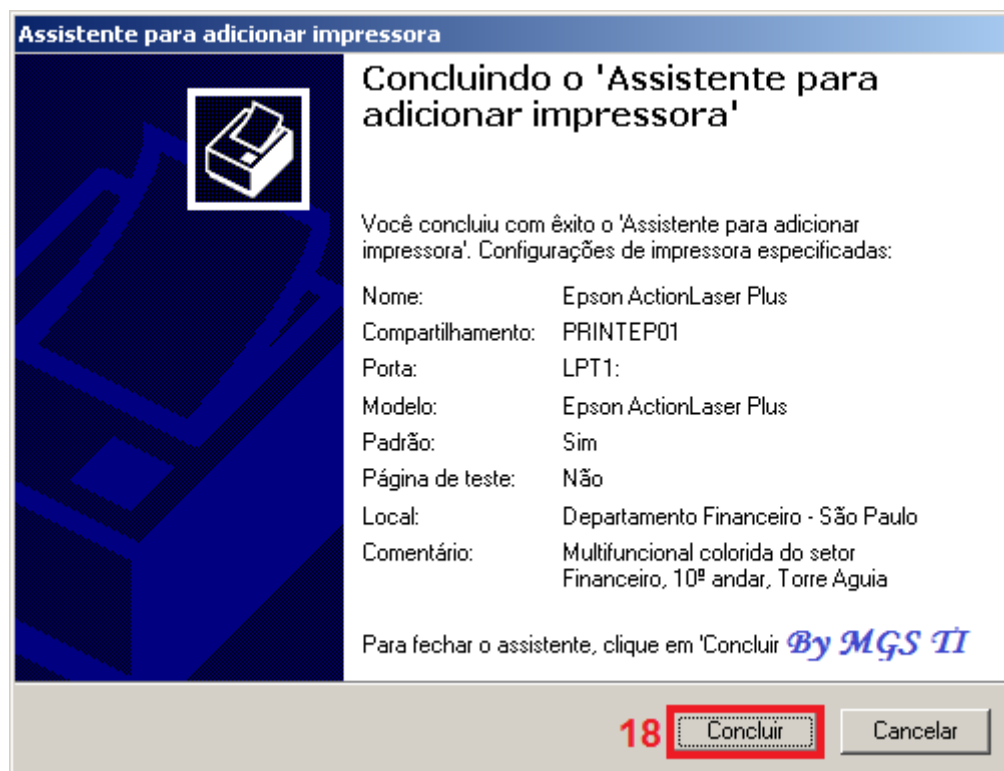 Assistente para adicionar impressora
Concluindo o 'Assistente para
adicionar impressora'
Você concluiu com êxito o 'Assistente para adicionar
impressora'. Configurações de impressora especificadas:
Nome: Epson ActionLaser Plus
Compartilhamento: PRINTEP01
Porta: LPT1:
Modelo: Epson ActionLaser Plus
Padrão: Sim
Página de teste: Não
Local: Departamento Financeiro - São Paulo
Comentário: Multifuncional colorida do setor
Financeiro, 10º andar, Torre Aguia
Para fechar o assistente, clique em 'Concluir By MGS TI
18 Concluir Cancelar